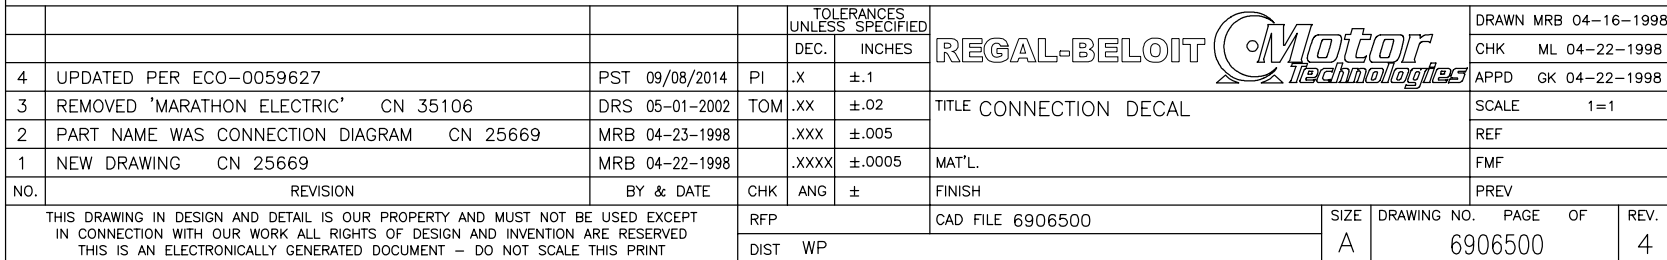 TOLERANCES
UNLESS SPECIFIED
DEC. INCHES
REGAL-BELOIT Motor Technologies
DRAWN MRB 04-16-1998
CHK ML 04-22-1998
4 UPDATED PER ECO-0059627 PST 09/08/2014 PI .X ±.1 APPD GK 04-22-1998
3 REMOVED 'MARATHON ELECTRIC' CN 35106 DRS 05-01-2002 TOM .XX ±.02 TITLE CONNECTION DECAL SCALE 1=1
2 PART NAME WAS CONNECTION DIAGRAM CN 25669 MRB 04-23-1998 .XXX ±.005 REF
1 NEW DRAWING CN 25669 MRB 04-22-1998 .XXXX ±.0005 MAT'L. FMF
NO. REVISION BY & DATE CHK ANG ± FINISH PREV
THIS DRAWING IN DESIGN AND DETAIL IS OUR PROPERTY AND MUST NOT BE USED EXCEPT
IN CONNECTION WITH OUR WORK ALL RIGHTS OF DESIGN AND INVENTION ARE RESERVED
THIS IS AN ELECTRONICALLY GENERATED DOCUMENT – DO NOT SCALE THIS PRINT
RFP CAD FILE 6906500 SIZE DRAWING NO. PAGE OF REV.
DIST WP A 6906500 4